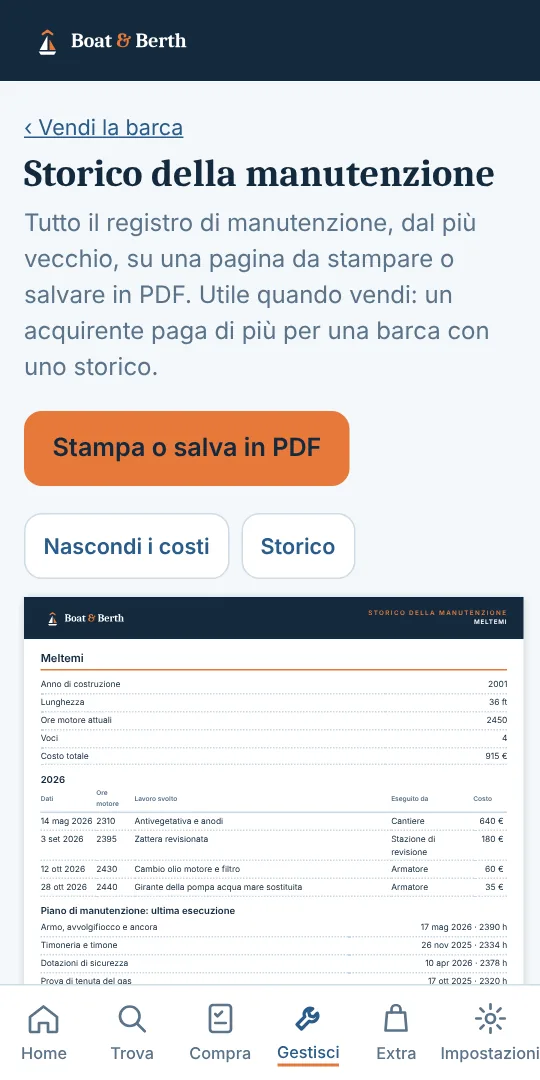 Boat & Berth
‹ Vendi la barca
Storico della manutenzione
Tutto il registro di manutenzione, dal più
vecchio, su una pagina da stampare o
salvare in PDF. Utile quando vendi: un
acquirente paga di più per una barca con
uno storico.
Stampa o salva in PDF
Nascondi i costi
Storico
Boat & Berth
STORICO DELLA MANUTENZIONE
MELTEMI
Meltemi
Anno di costruzione 2001
Lunghezza 36 ft
Ore motore attuali 2450
Voci 4
Costo totale 915 €
2026
Dati Ore motore Lavoro svolto Eseguito da Costo
14 mag 2026 2310 Antivegetativa e anodi Cantiere 640 €
3 set 2026 2395 Zattera revisionata Stazione di revisione 180 €
12 ott 2026 2430 Cambio olio motore e filtro Armatore 60 €
28 ott 2026 2440 Girante della pompa acqua mare sostituita Armatore 35 €
Piano di manutenzione: ultima esecuzione
Armo, avvolgifiocco e ancora 17 mag 2026 · 2390 h
Timoneria e timone 26 nov 2025 · 2334 h
Dotazioni di sicurezza 10 apr 2026 · 2378 h
Prova di tenuta del gas 17 ott 2025 · 2320 h
Home
Trova
Compra
Gestisci
Extra
Impostazioni